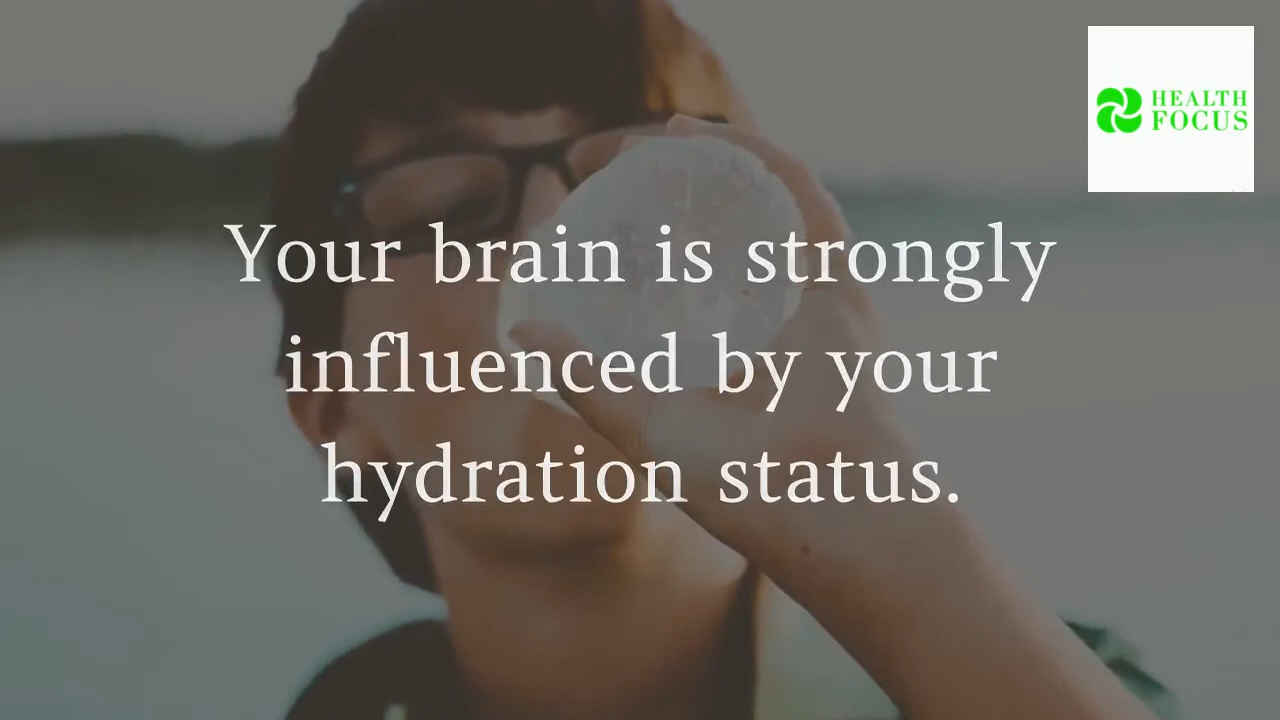 HEALTH
FOCUS
Your brain is strongly
influenced by your
hydration status.